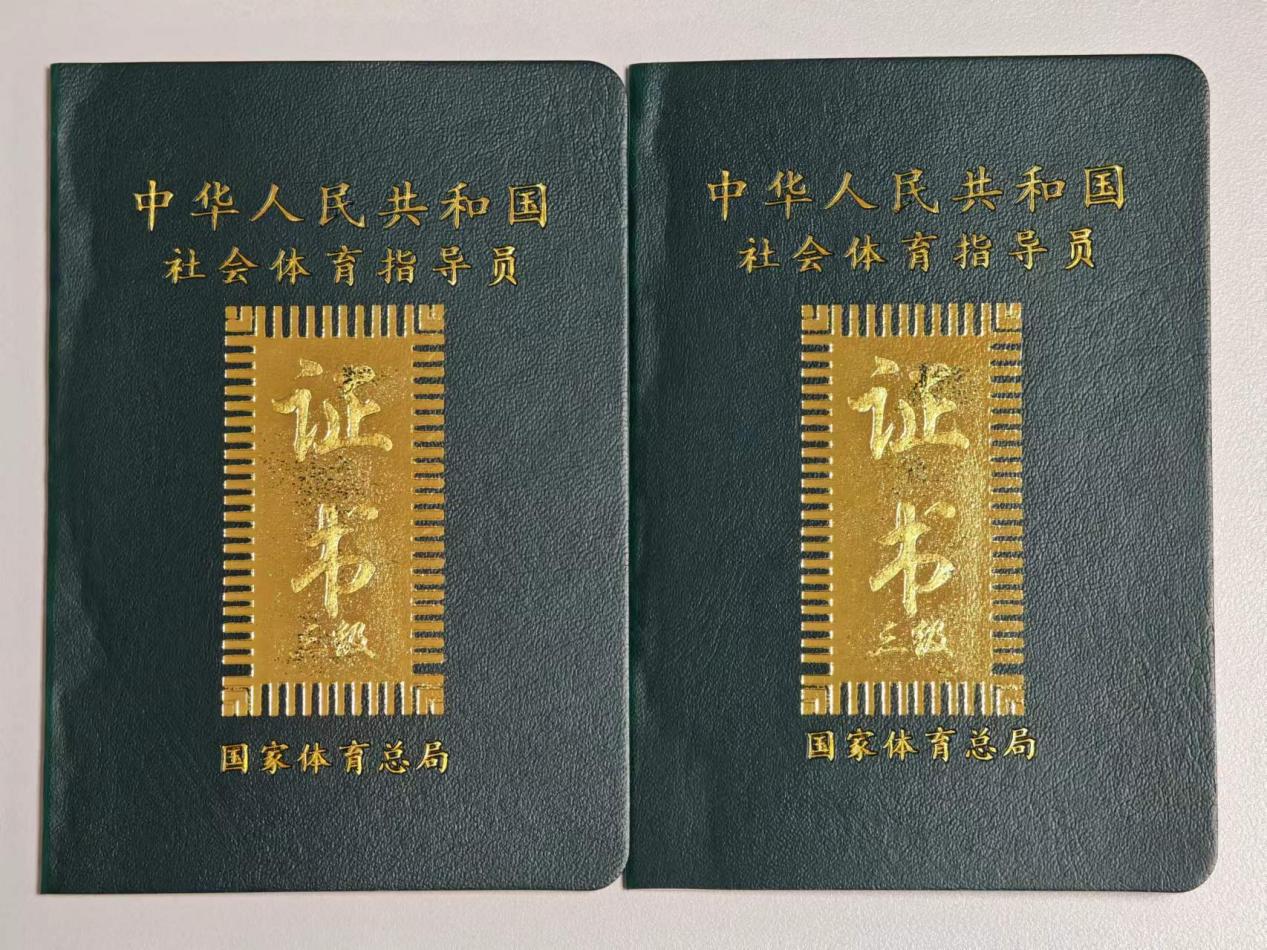 中华人民共和国
社会体育指导员
证书
三级
国家体育总局
中华人民共和国
社会体育指导员
证书
三级
国家体育总局